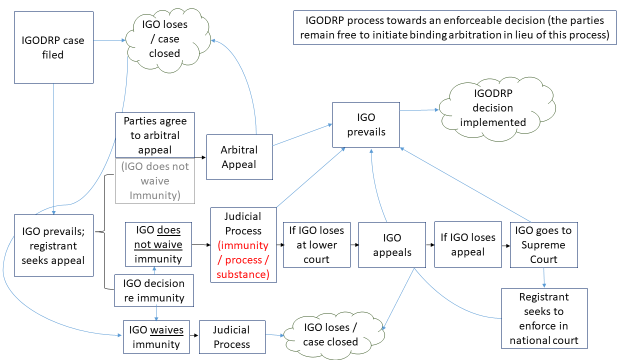 IGODRP case
filed
IGO loses
/ case
closed
IGODRP process towards an enforceable decision (the parties
remain free to initiate binding arbitration in lieu of this process)
IGODRP
decision
implemented
Parties agree
to arbitral
appeal
(IGO does not
waive
Immunity)
Arbitral
Appeal
IGO
prevails
IGO prevails;
registrant
seeks appeal
IGO does
not waive
immunity
Judicial
Process
(immunity
/ process /
substance)
If IGO loses
at lower
court
IGO
appeals
If IGO loses
appeal
IGO goes to
Supreme
Court
IGO decision
re immunity
IGO waives
immunity
Judicial
Process
IGO loses /
case closed
Registrant
seeks to
enforce in
national court